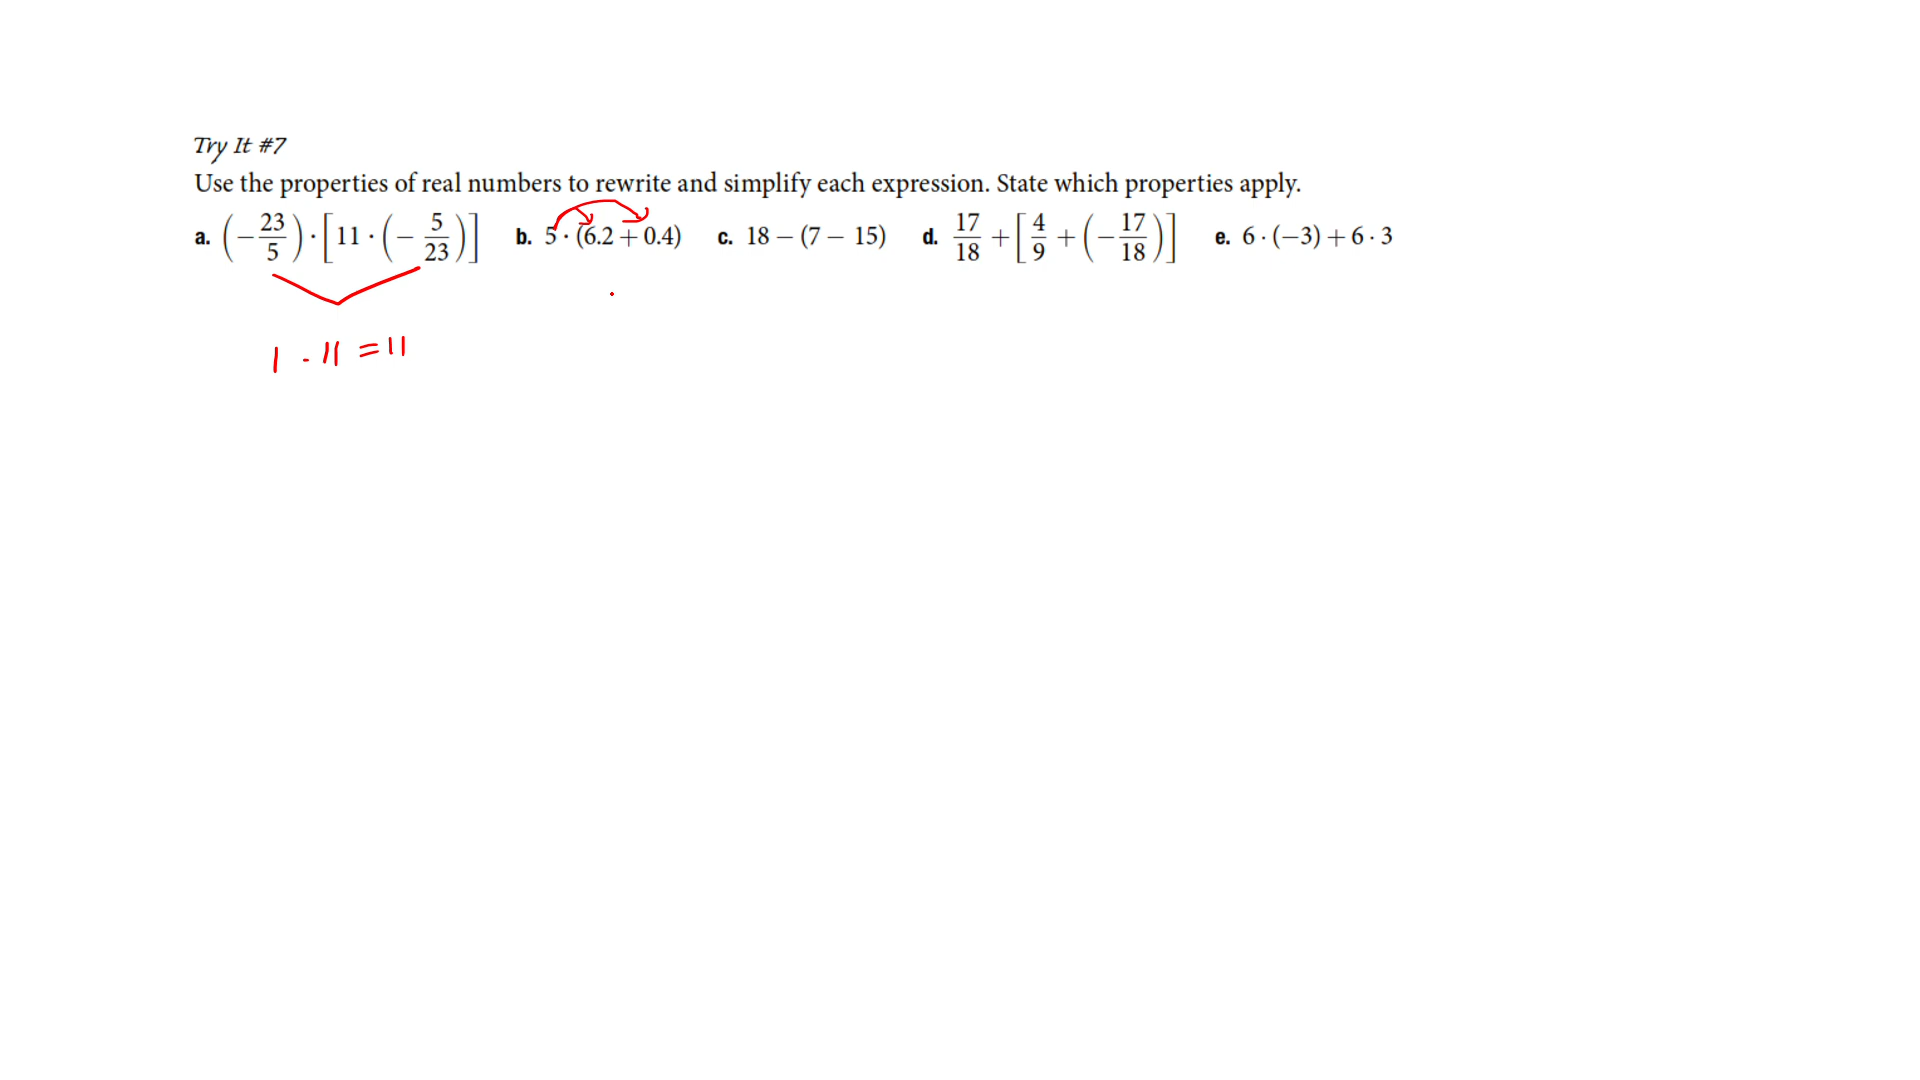 Try It #7
Use the properties of real numbers to rewrite and simplify each expression. State which properties apply.
a. (−23/5) · [11 · (−5/23)] b. 5 · (6.2 + 0.4) c. 18 − (7 − 15) d. 17/18 + [4/9 + (−17/18)] e. 6 · (−3) + 6 · 3
1 · 11 = 11